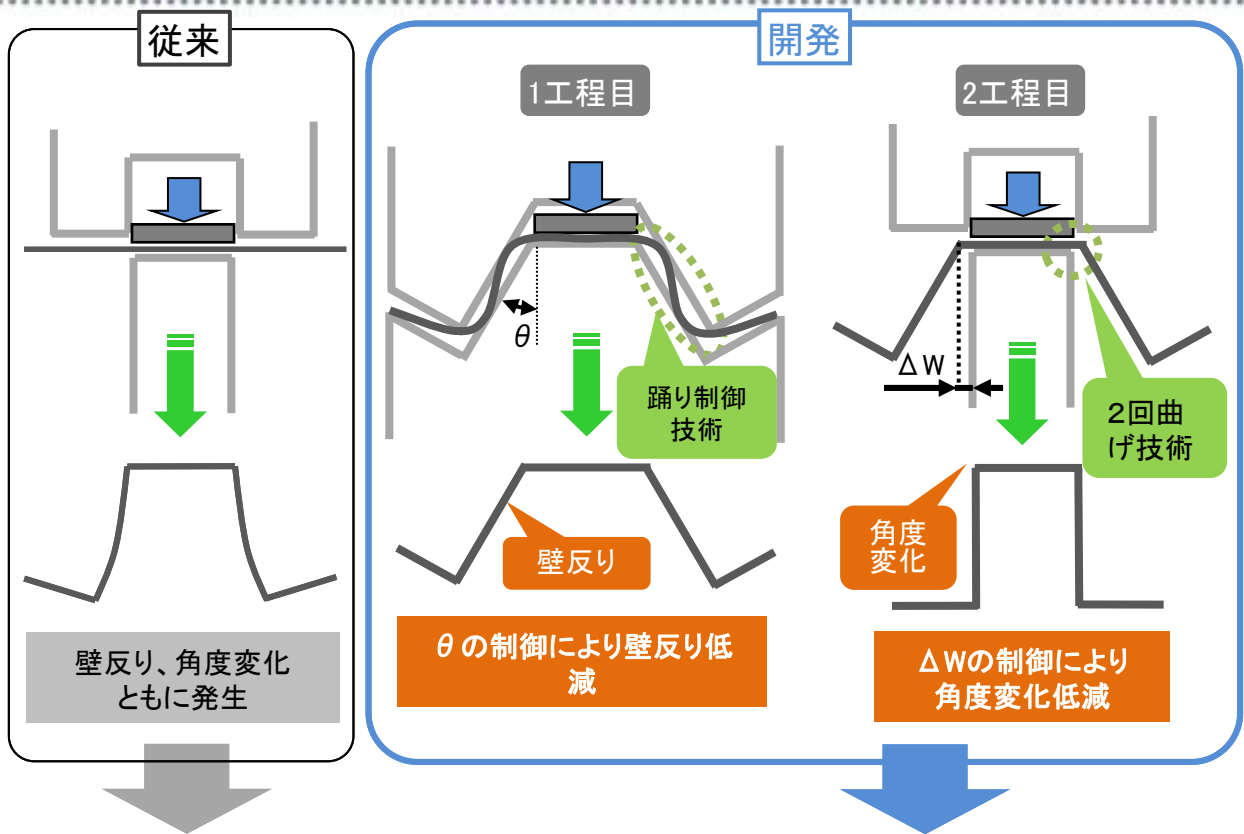 従来
壁反り、角度変化
ともに発生
開発
1工程目
θ
踊り制御
技術
壁反り
θの制御により壁反り低
減
2工程目
ΔW
2回曲
げ技術
角度
変化
ΔWの制御により
角度変化低減